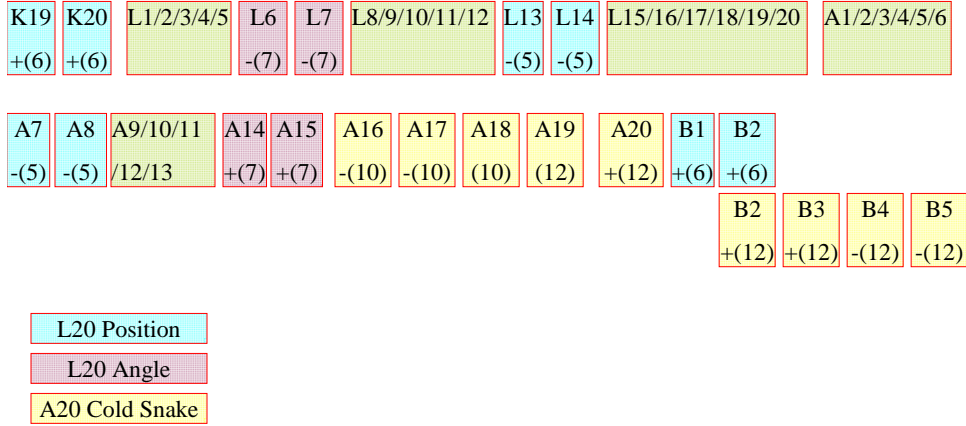 K19 K20 L1/2/3/4/5 L6 L7 L8/9/10/11/12 L13 L14 L15/16/17/18/19/20 A1/2/3/4/5/6
+(6) +(6) -(7) -(7) -(5) -(5)
A7 A8 A9/10/11 A14 A15 A16 A17 A18 A19 A20 B1 B2
-(5) -(5) /12/13 +(7) +(7) -(10) -(10) (10) (12) +(12) +(6) +(6)
B2 B3 B4 B5
+(12) +(12) -(12) -(12)
L20 Position
L20 Angle
A20 Cold Snake